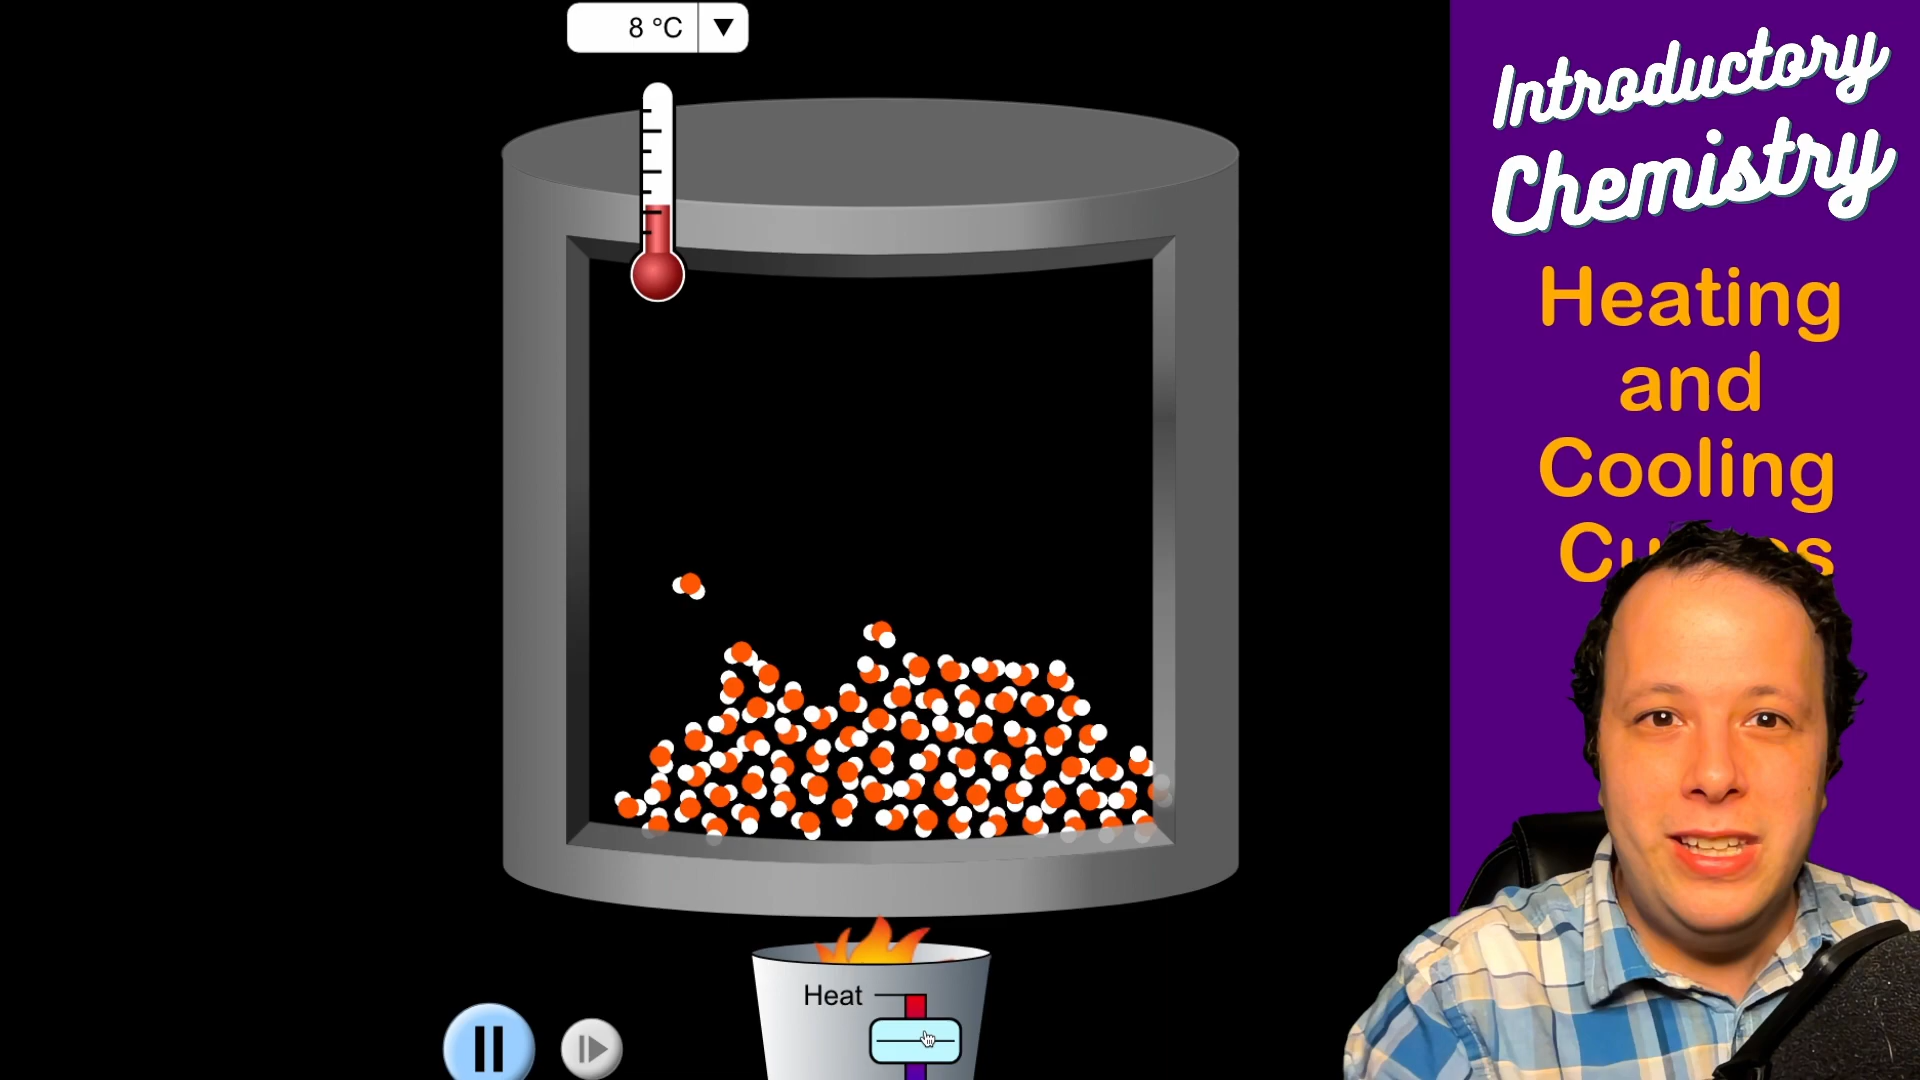 8 °C
Introductory
Chemistry
Heating
and
Cooling
Heat